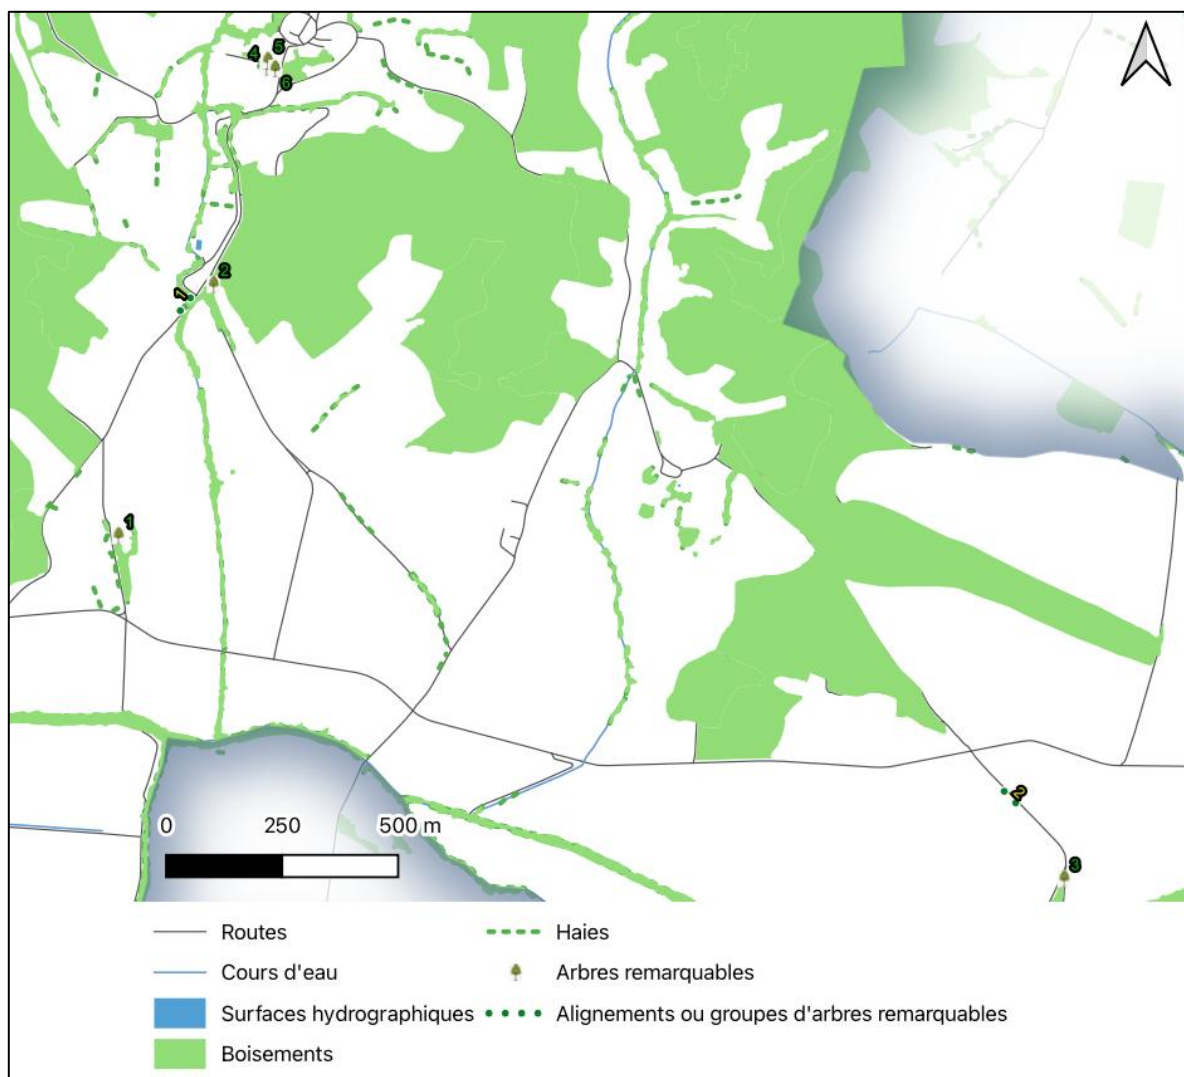 5
4
6
2
1
1
2
3
0 250 500 m
Routes Haies
Cours d'eau Arbres remarquables
Surfaces hydrographiques Alignements ou groupes d'arbres remarquables
Boisements